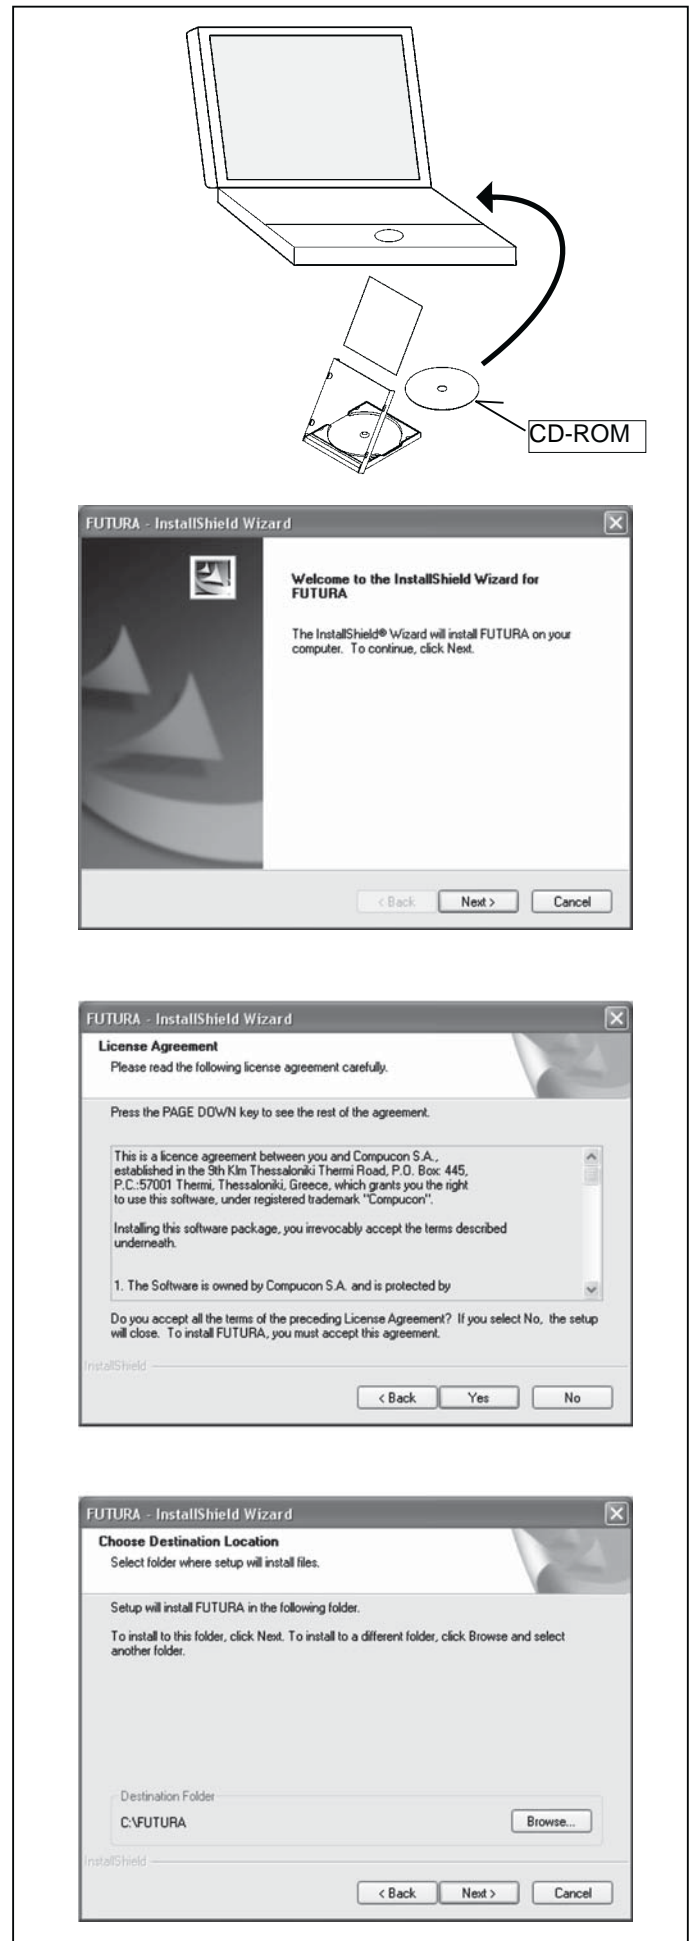 CD-ROM
FUTURA - InstallShield Wizard
Welcome to the InstallShield Wizard for
FUTURA
The InstallShield® Wizard will install FUTURA on your
computer. To continue, click Next.
< Back Next > Cancel
FUTURA - InstallShield Wizard
License Agreement
Please read the following license agreement carefully.
Press the PAGE DOWN key to see the rest of the agreement.
This is a licence agreement between you and Compucon S.A.,
established in the 9th Klm Thessaloniki Thermi Road, P.O. Box: 445,
P.C.:57001 Thermi, Thessaloniki, Greece, which grants you the right
to use this software, under registered trademark "Compucon".
Installing this software package, you irrevocably accept the terms described
underneath.
1. The Software is owned by Compucon S.A. and is protected by
Do you accept all the terms of the preceding License Agreement? If you select No, the setup
will close. To install FUTURA, you must accept this agreement.
InstallShield
< Back Yes No
FUTURA - InstallShield Wizard
Choose Destination Location
Select folder where setup will install files.
Setup will install FUTURA in the following folder.
To install to this folder, click Next. To install to a different folder, click Browse and select
another folder.
Destination Folder
C:\FUTURA Browse...
InstallShield
< Back Next > Cancel